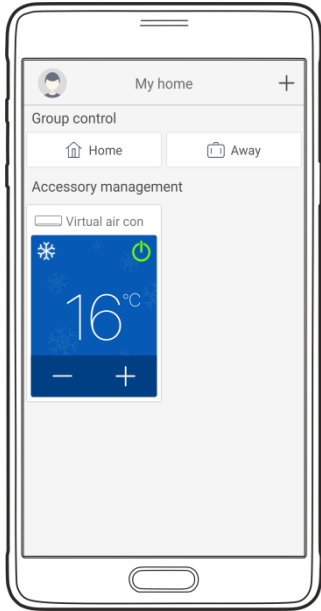 My home
Group control
Home
Away
Accessory management
Virtual air con
16°C